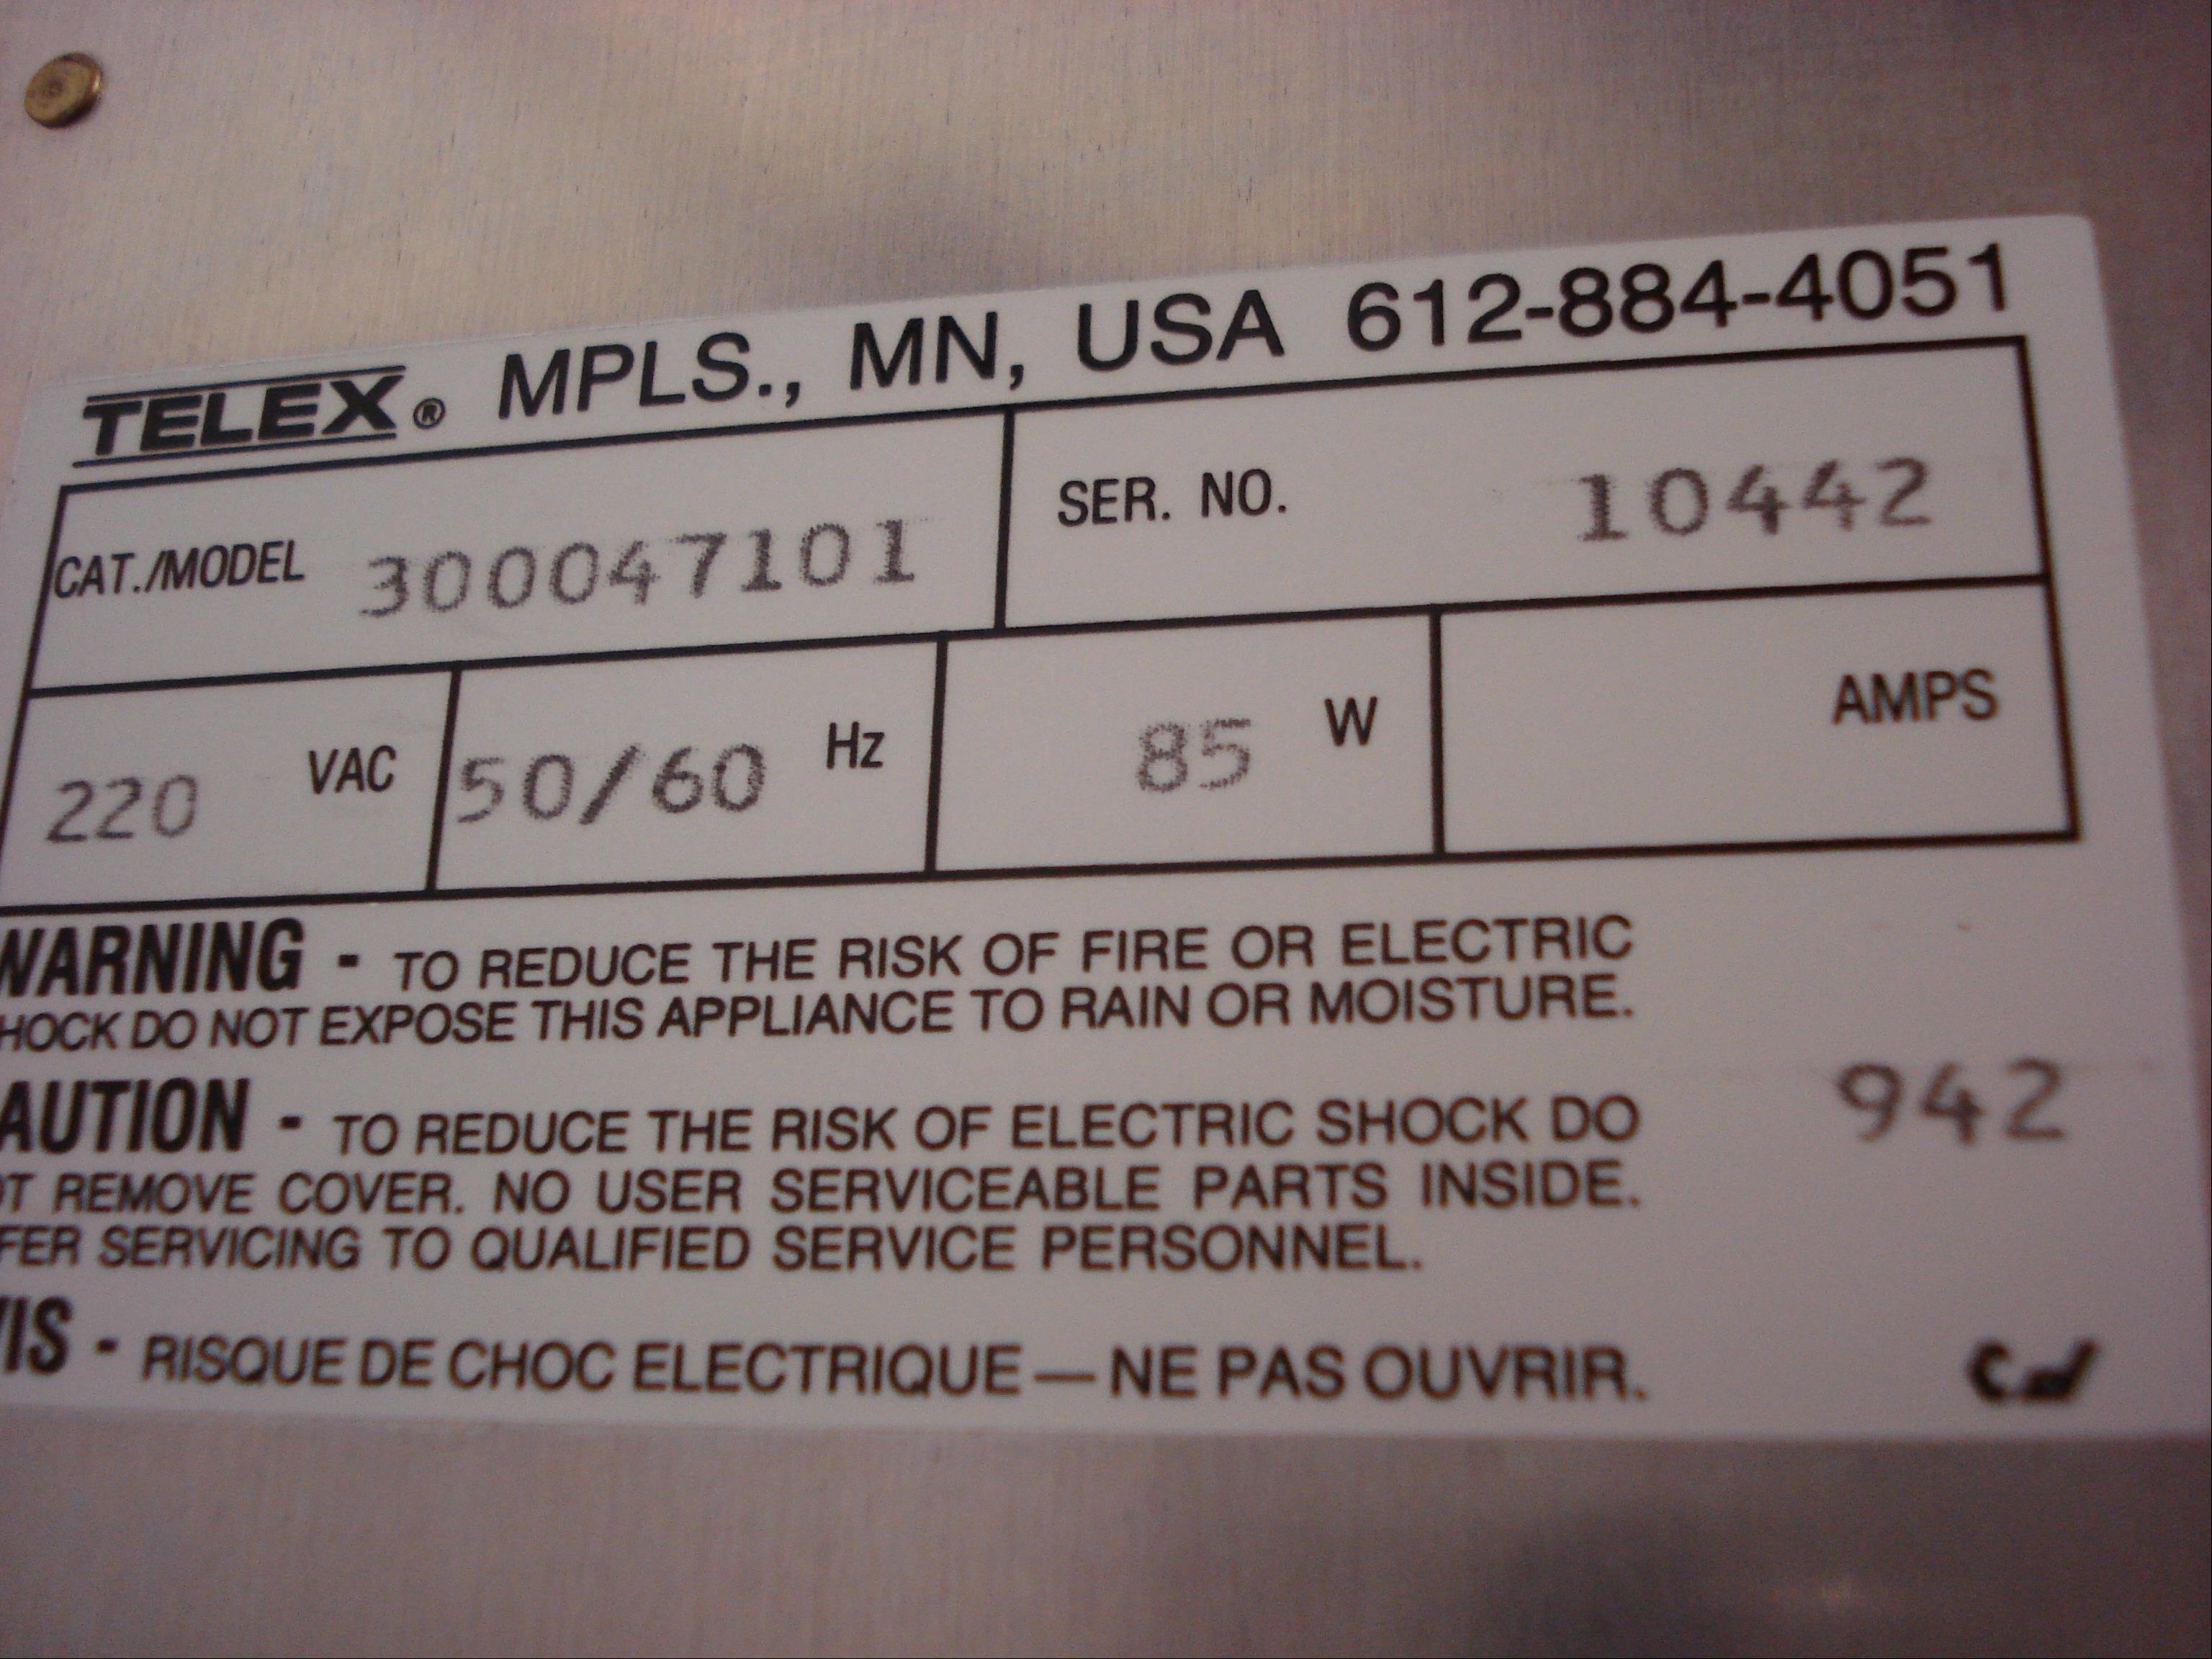 TELEX® MPLS., MN, USA 612-884-4051
CAT./MODEL 300047101 SER. NO. 10442
220 VAC 50/60 Hz 85 W AMPS
WARNING - TO REDUCE THE RISK OF FIRE OR ELECTRIC
HOCK DO NOT EXPOSE THIS APPLIANCE TO RAIN OR MOISTURE.
AUTION - TO REDUCE THE RISK OF ELECTRIC SHOCK DO
OT REMOVE COVER. NO USER SERVICEABLE PARTS INSIDE.
FER SERVICING TO QUALIFIED SERVICE PERSONNEL.
942
VIS - RISQUE DE CHOC ELECTRIQUE — NE PAS OUVRIR.